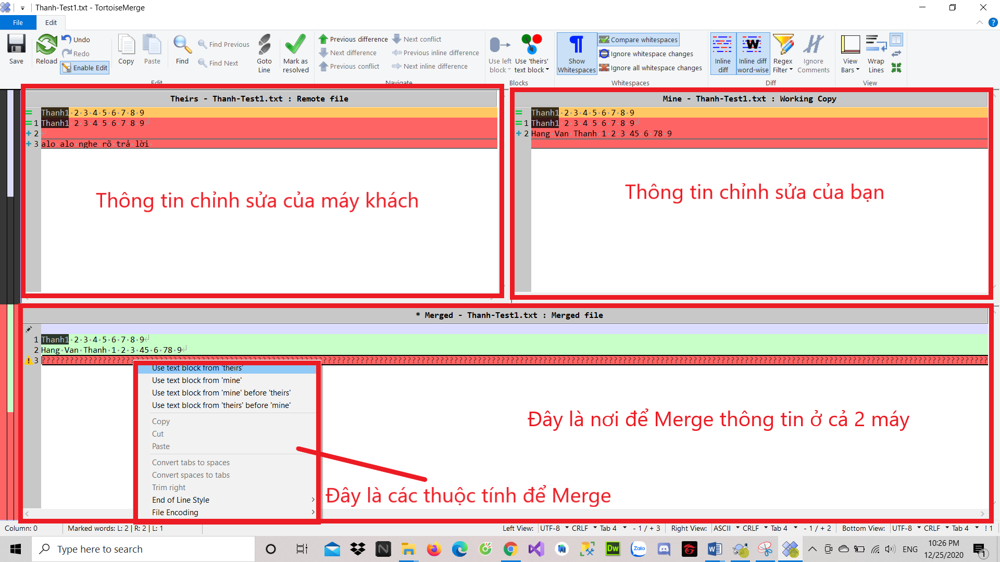 Thanh-Test1.txt - TortoiseMerge
File
Edit
Save
Reload
Undo
Redo
Enable Edit
Copy
Paste
Find
Find Previous
Find Next
Goto
Line
Mark as
resolved
Previous difference
Next difference
Previous conflict
Next conflict
Previous inline difference
Next inline difference
Use left
block
Use 'theirs'
text block
Show
Whitespaces
Compare whitespaces
Ignore whitespace changes
Ignore all whitespace changes
Inline
diff
Inline diff
word-wise
Regex
Filter
Ignore
Comments
View
Bars
Wrap
Lines
Edit
Navigate
Blocks
Whitespaces
Diff
View
Theirs - Thanh-Test1.txt : Remote file
Thanh1 2 3 4 5 6 7 8 9
1 Thanh1 2 3 4 5 6 7 8 9
2
3 alo alo nghe rõ trả lời
Thông tin chỉnh sửa của máy khách
Mine - Thanh-Test1.txt : Working Copy
Thanh1 2 3 4 5 6 7 8 9
1 Thanh1 2 3 4 5 6 7 8 9
2 Hang Van Thanh 1 2 3 45 6 78 9
Thông tin chỉnh sửa của bạn
* Merged - Thanh-Test1.txt : Merged file
1 Thanh1 2 3 4 5 6 7 8 9
2 Hang Van Thanh 1 2 3 45 6 78 9
3
Use text block from 'theirs'
Use text block from 'mine'
Use text block from 'mine' before 'theirs'
Use text block from 'theirs' before 'mine'
Copy
Cut
Paste
Convert tabs to spaces
Convert spaces to tabs
Trim right
End of Line Style
File Encoding
Đây là nơi để Merge thông tin ở cả 2 máy
Đây là các thuộc tính để Merge
Column: 0
Marked words: L: 2 | R: 2 | L: 1
Left View: UTF-8 CRLF Tab 4 - 1 / + 3
Right View: ASCII CRLF Tab 4 - 1 / + 2
Bottom View: UTF-8 CRLF Tab 4 ! 1
Type here to search
Dw
Zalo
ENG
10:26 PM
12/25/2020
1